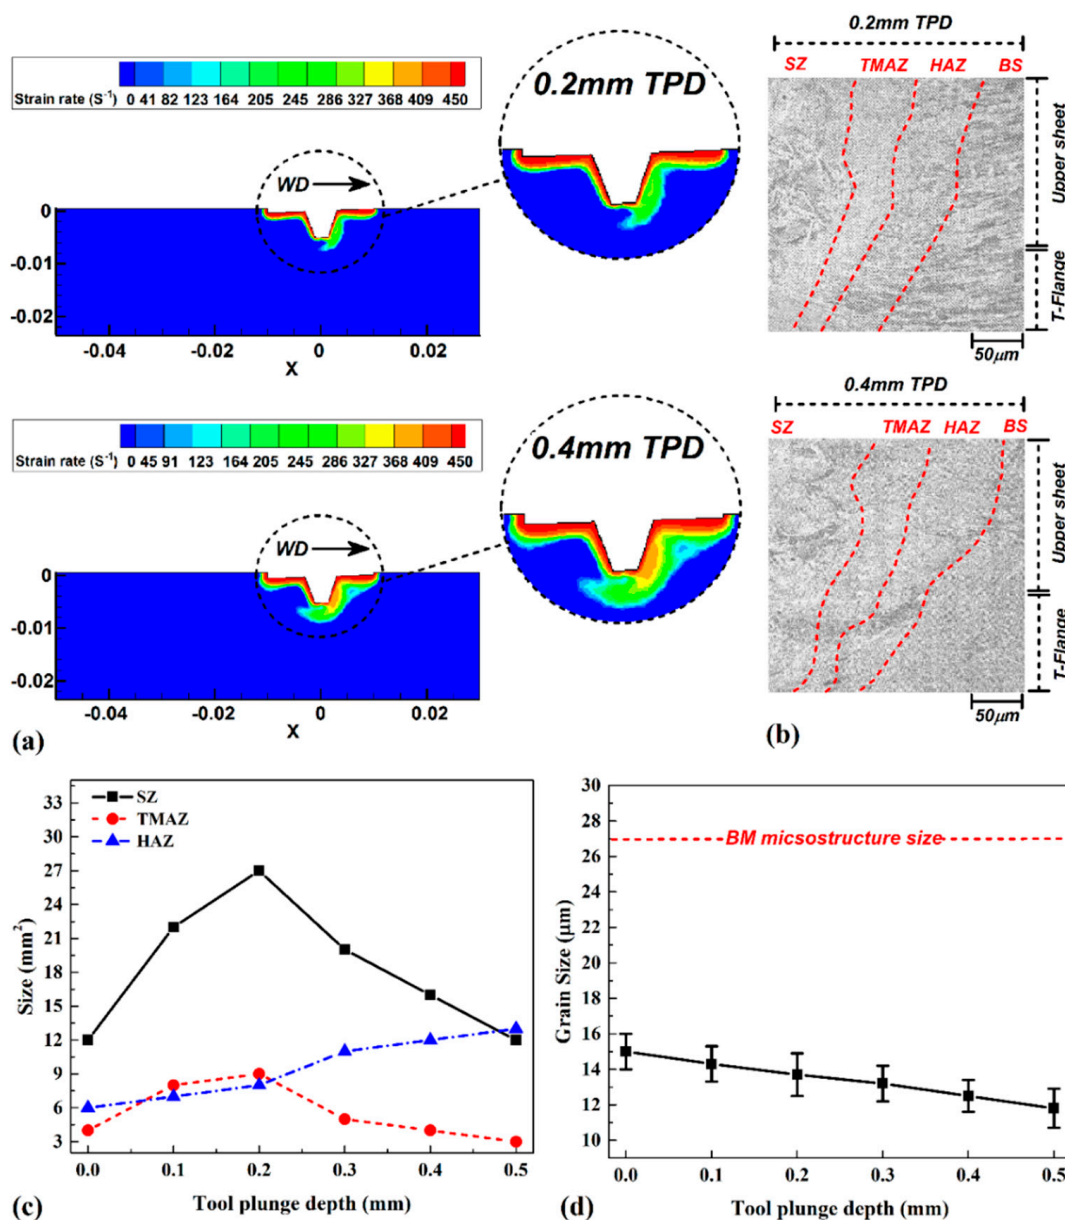 0.2mm TPD
Strain rate (S⁻¹) 0 41 82 123 164 205 245 286 327 368 409 450
WD
0
-0.01
-0.02
-0.04 -0.02 0 0.02
X
0.2mm TPD
SZ TMAZ HAZ BS
Upper sheet
T-Flange
50μm
0.4mm TPD
Strain rate (S⁻¹) 0 45 91 123 164 205 245 286 327 368 409 450
WD
0
-0.01
-0.02
-0.04 -0.02 0 0.02
X
(a)
0.4mm TPD
SZ TMAZ HAZ BS
Upper sheet
T-Flange
50μm
(b)
SZ
TMAZ
HAZ
Size (mm²)
33
30
27
24
21
18
15
12
9
6
3
0.0 0.1 0.2 0.3 0.4 0.5
Tool plunge depth (mm)
(c)
BM micsostructure size
Grain Size (μm)
30
28
26
24
22
20
18
16
14
12
10
0.0 0.1 0.2 0.3 0.4 0.5
Tool plunge depth (mm)
(d)